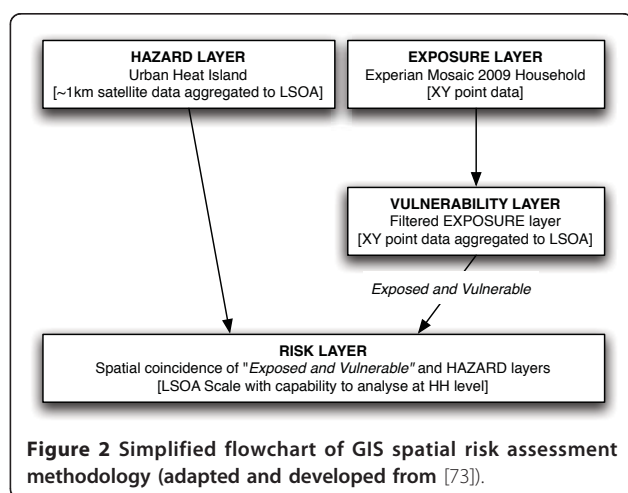 HAZARD LAYER
Urban Heat Island
[~1km satellite data aggregated to LSOA]
EXPOSURE LAYER
Experian Mosaic 2009 Household
[XY point data]
VULNERABILITY LAYER
Filtered EXPOSURE layer
[XY point data aggregated to LSOA]
Exposed and Vulnerable
RISK LAYER
Spatial coincidence of "Exposed and Vulnerable" and HAZARD layers
[LSOA Scale with capability to analyse at HH level]
Figure 2 Simplified flowchart of GIS spatial risk assessment
methodology (adapted and developed from [73]).